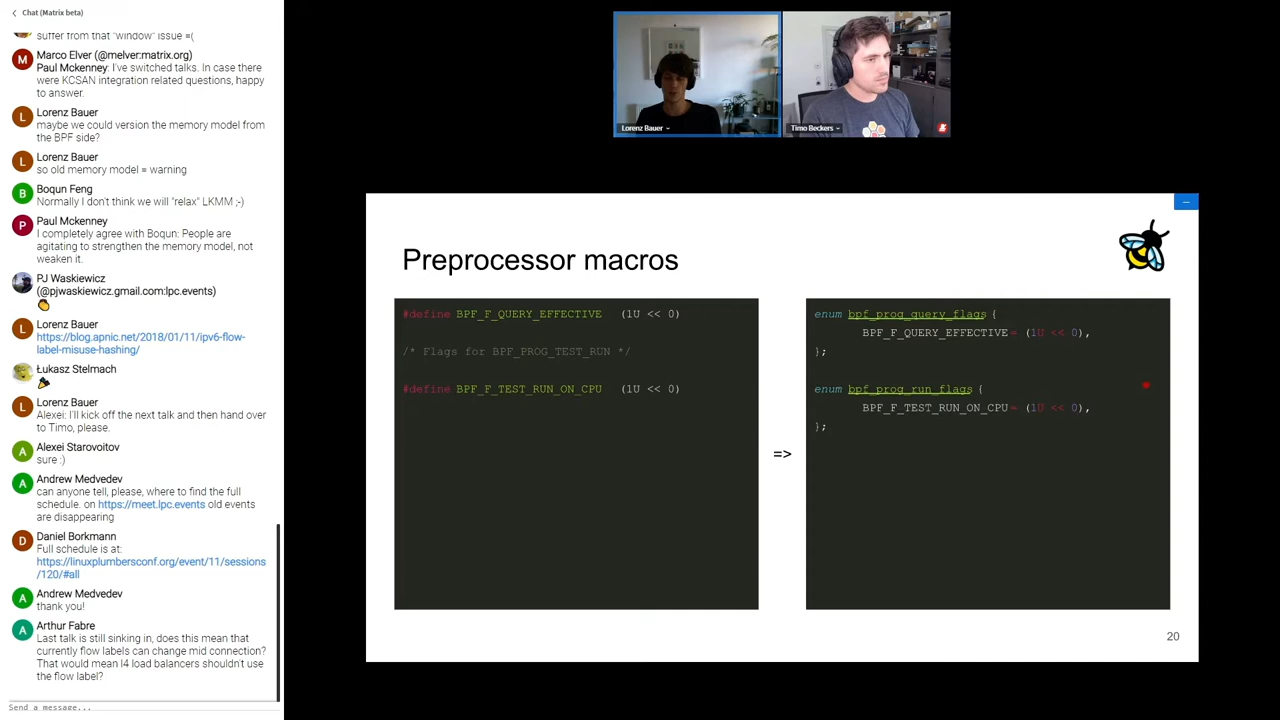 Chat (Matrix beta)
suffer from that "window" issue =(
Marco Elver (@melver:matrix.org)
Paul Mckenney: I've switched talks. In case there
were KCSAN integration related questions, happy
to answer.
Lorenz Bauer
maybe we could version the memory model from
the BPF side?
Lorenz Bauer
so old memory model = warning
Boqun Feng
Normally I don't think we will "relax" LKMM ;-)
Paul Mckenney
I completely agree with Boqun: People are
agitating to strengthen the memory model, not
weaken it.
PJ Waskiewicz
(@pjwaskiewicz:gmail.com:lpc.events)
Lorenz Bauer
https://blog.apnic.net/2018/01/11/ipv6-flow-
label-misuse-hashing/
Łukasz Stelmach
Lorenz Bauer
Alexei: I'll kick off the next talk and then hand over
to Timo, please.
Alexei Starovoitov
sure :)
Andrew Medvedev
can anyone tell, please, where to find the full
schedule. on https://meet.lpc.events old events
are disappearing
Daniel Borkmann
Full schedule is at:
https://linuxplumbersconf.org/event/11/sessions
/120/#all
Andrew Medvedev
thank you!
Arthur Fabre
Last talk is still sinking in, does this mean that
currently flow labels can change mid connection?
That would mean l4 load balancers shouldn't use
the flow label?
Send a message...
Lorenz Bauer
Timo Beckers
Preprocessor macros
#define BPF_F_QUERY_EFFECTIVE (1U << 0)
/* Flags for BPF_PROG_TEST_RUN */
#define BPF_F_TEST_RUN_ON_CPU (1U << 0)
=>
enum bpf_prog_query_flags {
BPF_F_QUERY_EFFECTIVE = (1U << 0),
};
enum bpf_prog_run_flags {
BPF_F_TEST_RUN_ON_CPU = (1U << 0),
};
20